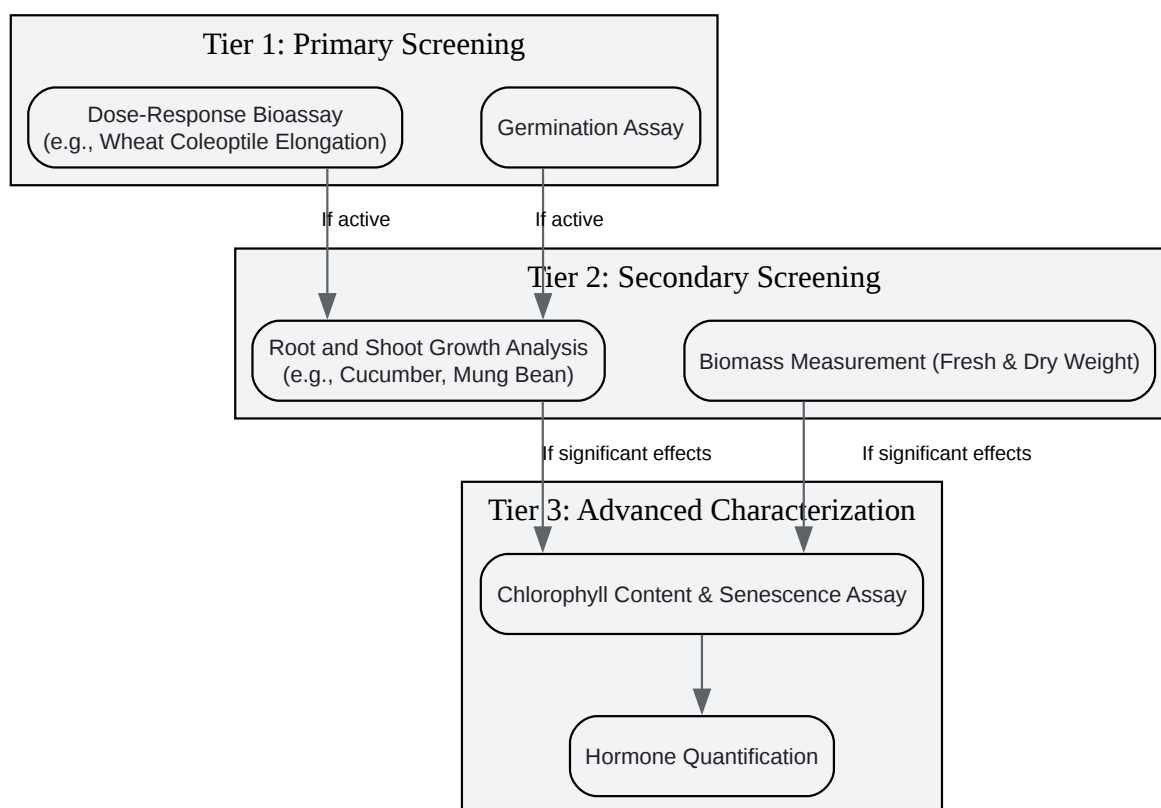 Tier 1: Primary Screening
Dose-Response Bioassay
(e.g., Wheat Coleoptile Elongation)
Germination Assay
If active
If active
Tier 2: Secondary Screening
Root and Shoot Growth Analysis
(e.g., Cucumber, Mung Bean)
Biomass Measurement (Fresh & Dry Weight)
If significant effects
If significant effects
Tier 3: Advanced Characterization
Chlorophyll Content & Senescence Assay
Hormone Quantification